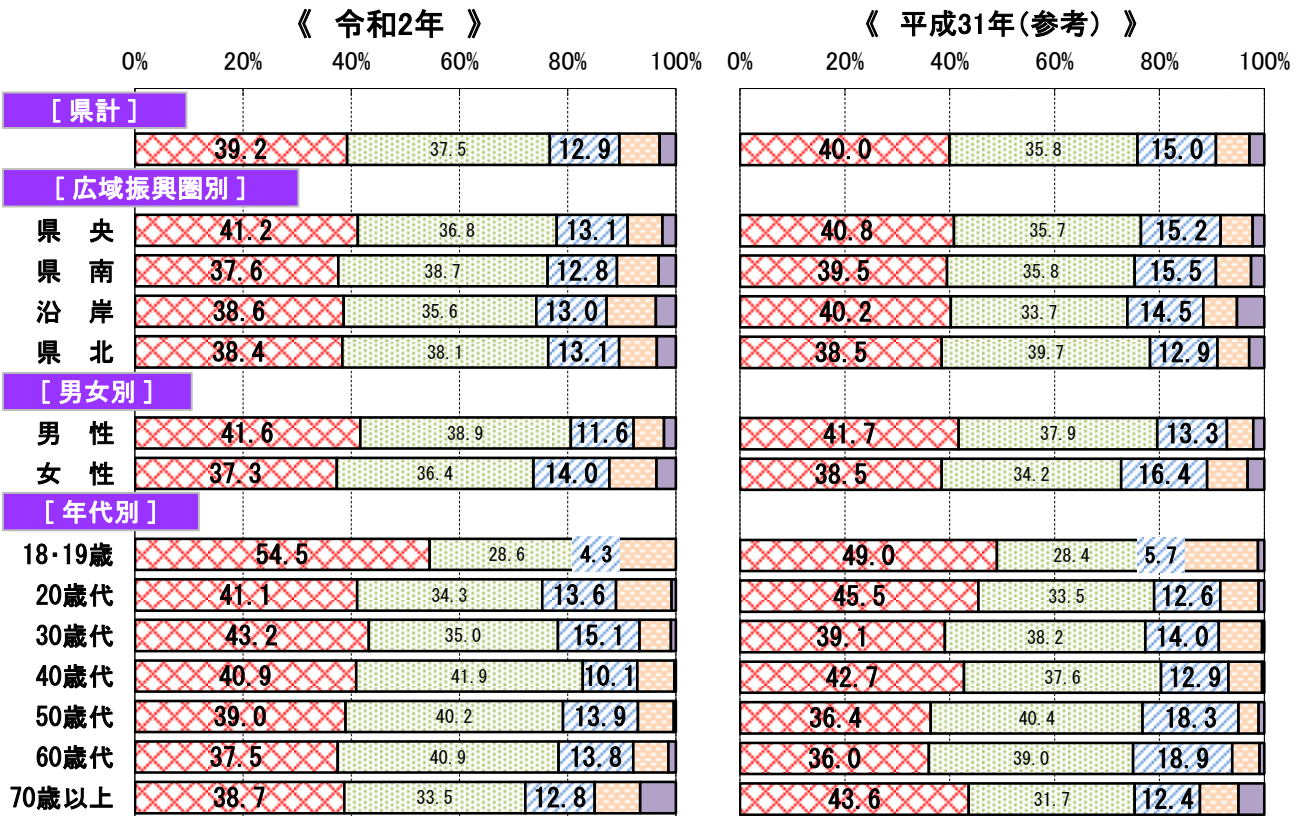 《 令和2年 》 《 平成31年(参考) 》
0% 20% 40% 60% 80% 100% 0% 20% 40% 60% 80% 100%
[ 県計 ]
39.2 37.5 12.9 40.0 35.8 15.0
[ 広域振興圏別 ]
県 央 41.2 36.8 13.1 40.8 35.7 15.2
県 南 37.6 38.7 12.8 39.5 35.8 15.5
沿 岸 38.6 35.6 13.0 40.2 33.7 14.5
県 北 38.4 38.1 13.1 38.5 39.7 12.9
[ 男女別 ]
男 性 41.6 38.9 11.6 41.7 37.9 13.3
女 性 37.3 36.4 14.0 38.5 34.2 16.4
[ 年代別 ]
18・19歳 54.5 28.6 4.3 49.0 28.4 5.7
20歳代 41.1 34.3 13.6 45.5 33.5 12.6
30歳代 43.2 35.0 15.1 39.1 38.2 14.0
40歳代 40.9 41.9 10.1 42.7 37.6 12.9
50歳代 39.0 40.2 13.9 36.4 40.4 18.3
60歳代 37.5 40.9 13.8 36.0 39.0 18.9
70歳以上 38.7 33.5 12.8 43.6 31.7 12.4